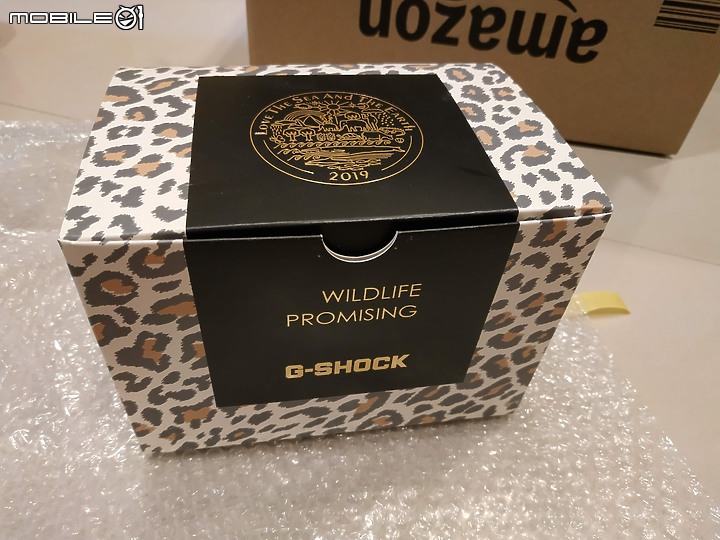 MOBILE01
amazon
Love The Sea And The Earth
2019
WILDLIFE
PROMISING
G-SHOCK